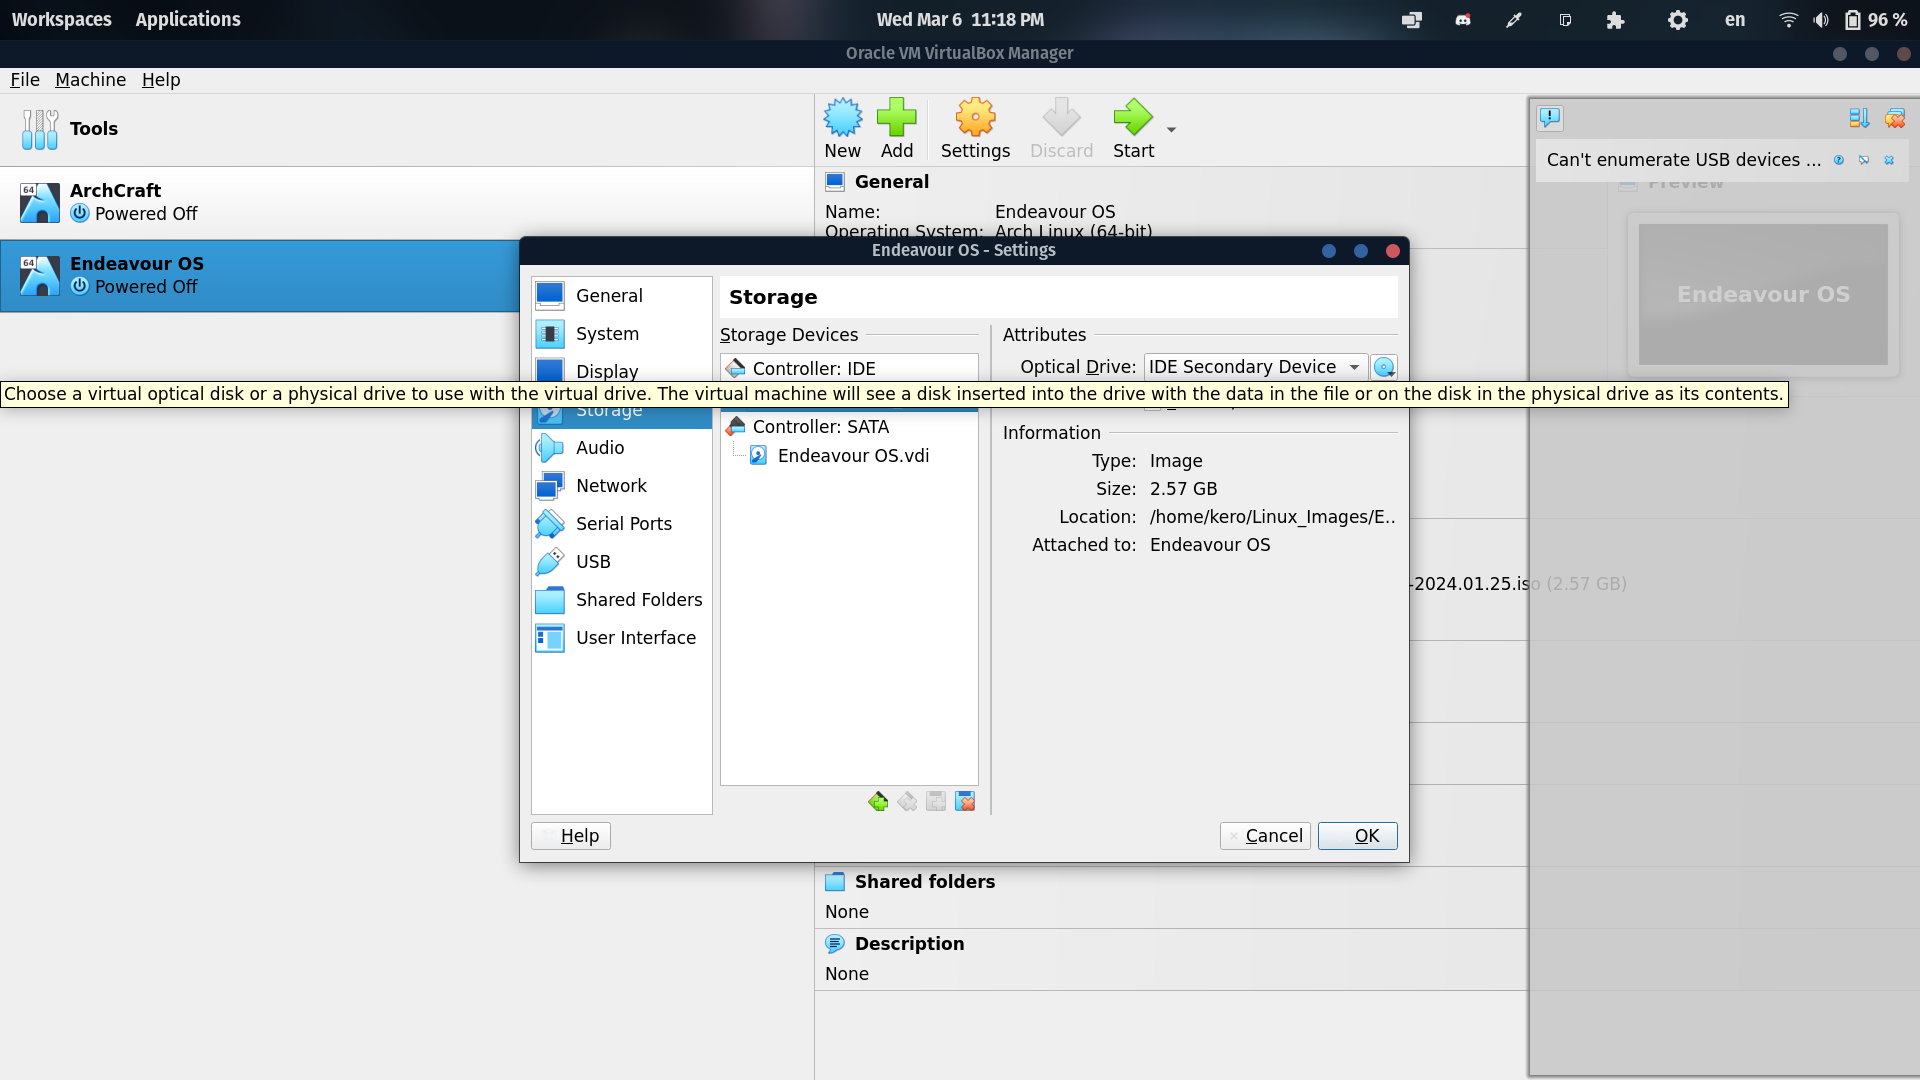 Workspaces Applications Wed Mar 6 11:18 PM en 96 %
Oracle VM VirtualBox Manager
File Machine Help
Tools
New Add Settings Discard Start
Can't enumerate USB devices ...
ArchCraft
Powered Off
Endeavour OS
Powered Off
General
Name: Endeavour OS
Operating System: Arch Linux (64-bit)
Preview
Endeavour OS
Endeavour OS - Settings
General
System
Display
Storage
Audio
Network
Serial Ports
USB
Shared Folders
User Interface
Storage
Storage Devices
Controller: IDE
Controller: SATA
Endeavour OS.vdi
Attributes
Optical Drive: IDE Secondary Device
Choose a virtual optical disk or a physical drive to use with the virtual drive. The virtual machine will see a disk inserted into the drive with the data in the file or on the disk in the physical drive as its contents.
Information
Type: Image
Size: 2.57 GB
Location: /home/kero/Linux_Images/E..
Attached to: Endeavour OS
-2024.01.25.iso (2.57 GB)
Help Cancel OK
Shared folders
None
Description
None